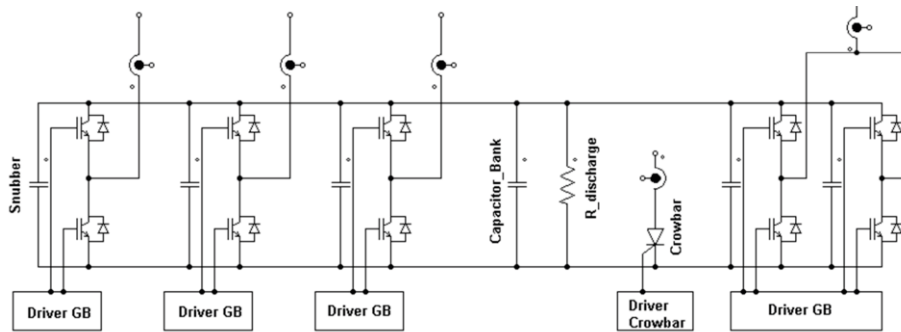 Snubber
Capacitor_Bank
R_discharge
Crowbar
Driver GB
Driver GB
Driver GB
Driver
Crowbar
Driver GB